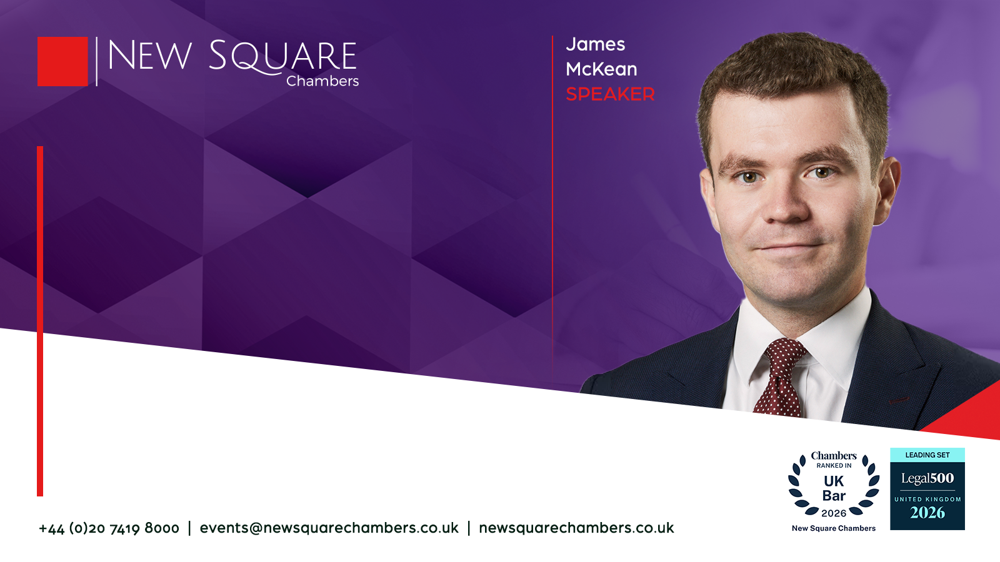 NEW SQUARE
Chambers
James
McKean
SPEAKER
Chambers
RANKED IN
UK
Bar
2026
New Square Chambers
LEADING SET
Legal500
UNITED KINGDOM
2026
+44 (0)20 7419 8000 | events@newsquarechambers.co.uk | newsquarechambers.co.uk